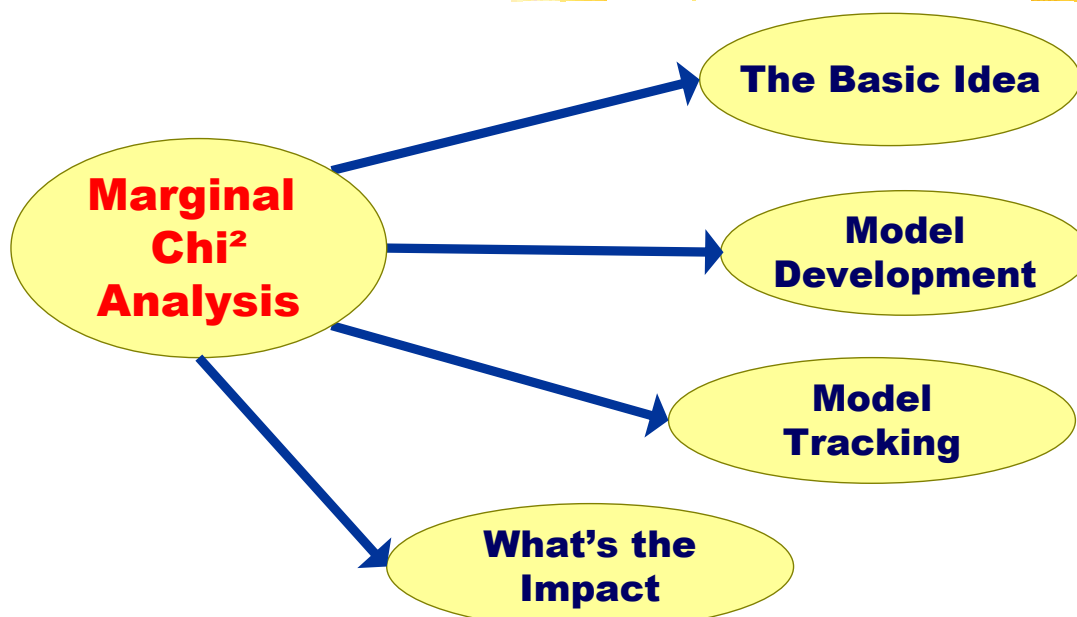 The Basic Idea
Marginal
Chi²
Analysis
Model
Development
Model
Tracking
What’s the
Impact